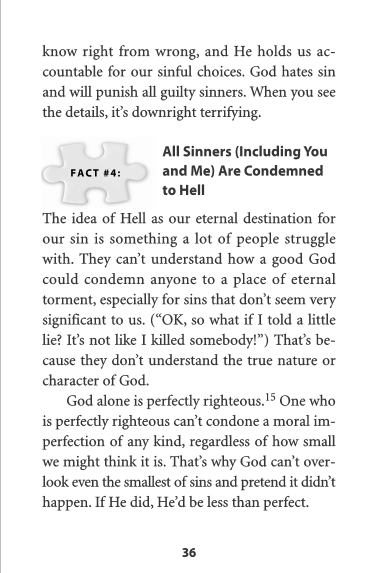 know right from wrong, and He holds us ac-
countable for our sinful choices. God hates sin
and will punish all guilty sinners. When you see
the details, it's downright terrifying.
FACT #4:
All Sinners (Including You
and Me) Are Condemned
to Hell
The idea of Hell as our eternal destination for
our sin is something a lot of people struggle
with. They can't understand how a good God
could condemn anyone to a place of eternal
torment, especially for sins that don't seem very
significant to us. (“OK, so what if I told a little
lie? It's not like I killed somebody!”) That's be-
cause they don't understand the true nature or
character of God.
God alone is perfectly righteous.15 One who
is perfectly righteous can't condone a moral im-
perfection of any kind, regardless of how small
we might think it is. That's why God can't over-
look even the smallest of sins and pretend it didn't
happen. If He did, He'd be less than perfect.
36